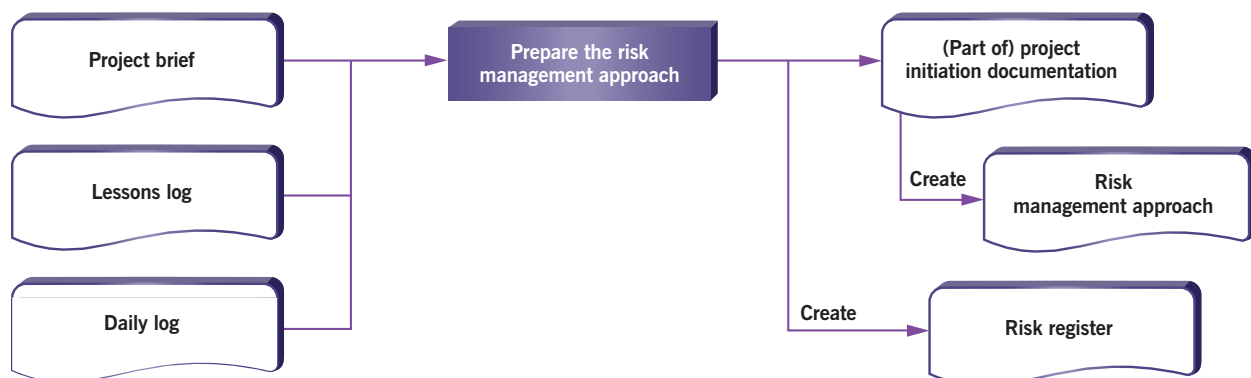 Project brief
Lessons log
Daily log
Prepare the risk
management approach
(Part of) project
initiation documentation
Create
Risk
management approach
Create
Risk register